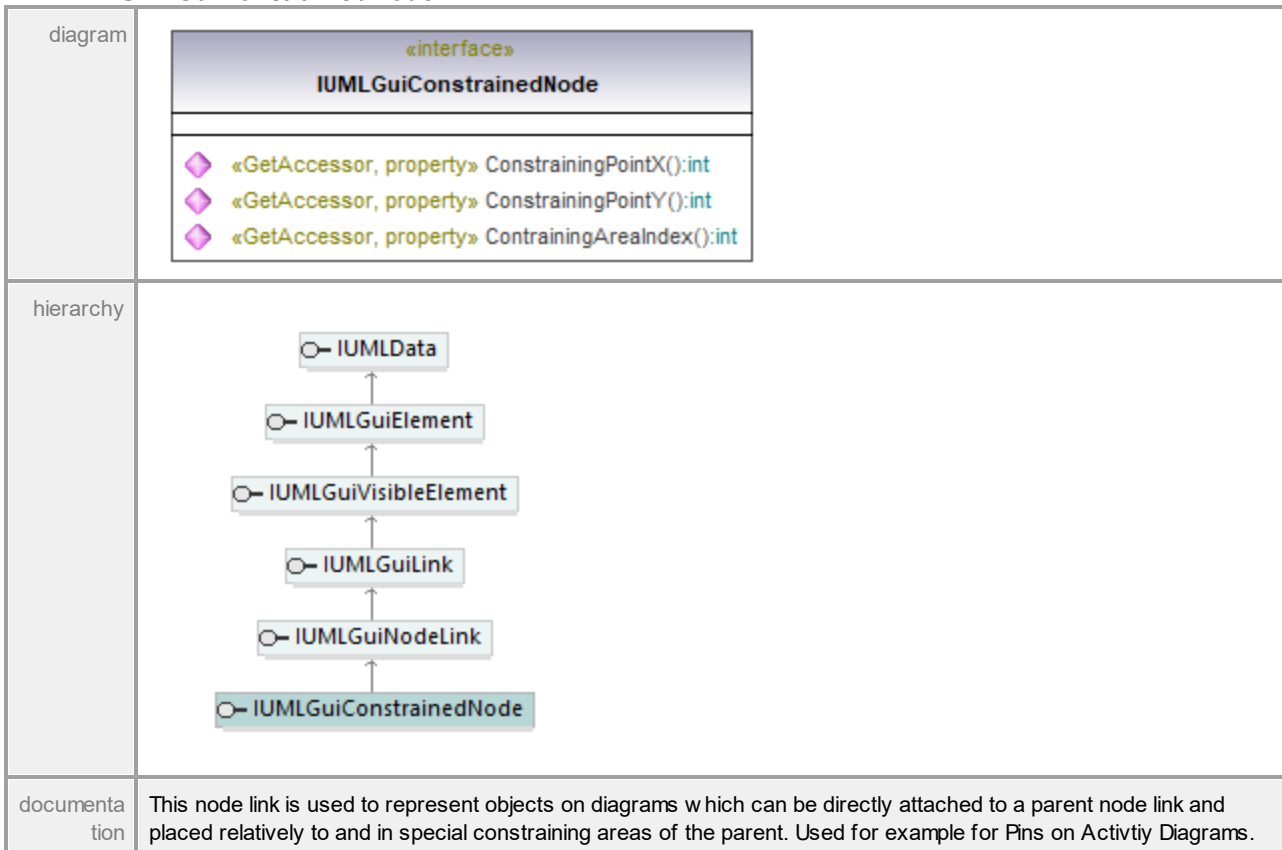 diagram
«interface»
IUMLGuiConstrainedNode
«GetAccessor, property» ConstrainingPointX():int
«GetAccessor, property» ConstrainingPointY():int
«GetAccessor, property» ContrainingAreaIndex():int
hierarchy
IUMLData
IUMLGuiElement
IUMLGuiVisibleElement
IUMLGuiLink
IUMLGuiNodeLink
IUMLGuiConstrainedNode
documenta
tion
This node link is used to represent objects on diagrams which can be directly attached to a parent node link and
placed relatively to and in special constraining areas of the parent. Used for example for Pins on Activtiy Diagrams.